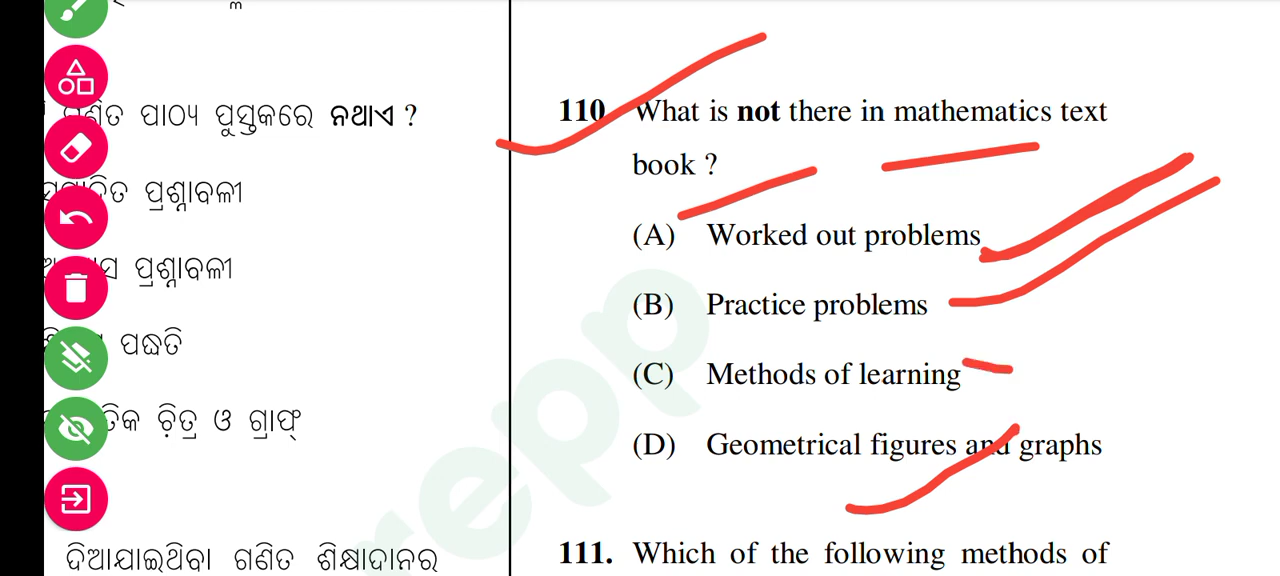 ପାଠ୍ୟ ପୁସ୍ତକରେ ନଥାଏ ?
ପ୍ରଶ୍ନାବଳୀ
ପ୍ରଶ୍ନାବଳୀ
ପଦ୍ଧତି
ଚିତ୍ର ଓ ଗ୍ରାଫ୍
ଦିଆଯାଇଥିବା ଗଣିତ ଶିକ୍ଷାଦାନର
110. What is not there in mathematics text
book ?
(A) Worked out problems
(B) Practice problems
(C) Methods of learning
(D) Geometrical figures and graphs
111. Which of the following methods of
repp